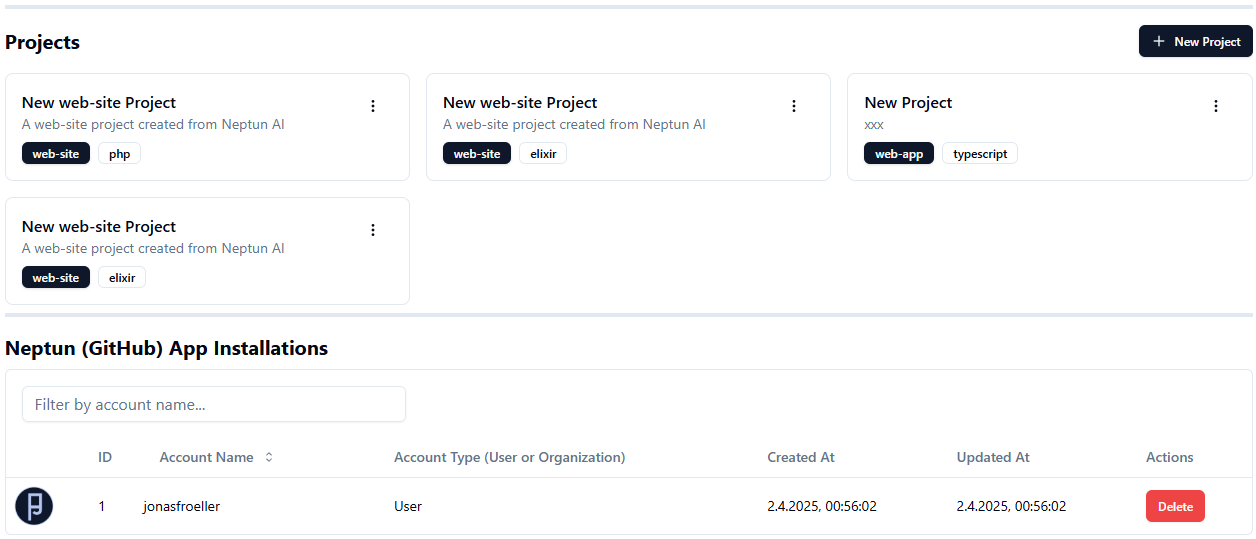 Projects
New Project
New web-site Project
A web-site project created from Neptun AI
web-site php
New web-site Project
A web-site project created from Neptun AI
web-site elixir
New Project
xxx
web-app typescript
New web-site Project
A web-site project created from Neptun AI
web-site elixir
Neptun (GitHub) App Installations
Filter by account name...
ID Account Name Account Type (User or Organization) Created At Updated At Actions
1 jonasfroeller User 2.4.2025, 00:56:02 2.4.2025, 00:56:02 Delete